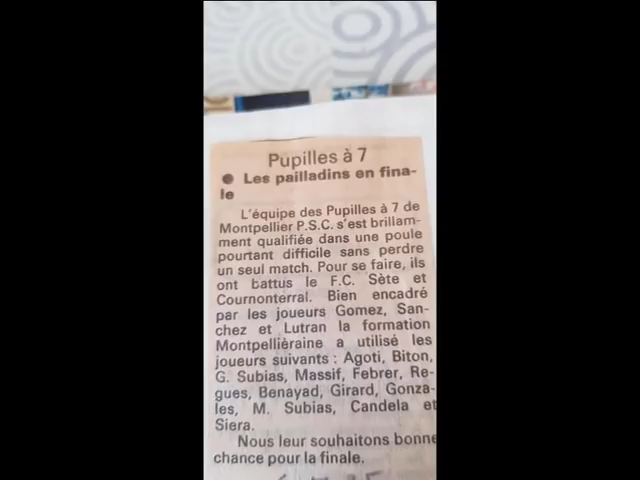 Pupilles à 7
● Les pailladins en fina-
le
L'équipe des Pupilles à 7 de
Montpellier P.S.C. s'est brillam-
ment qualifiée dans une poule
pourtant difficile sans perdre
un seul match. Pour se faire, ils
ont battus le F.C. Sète et
Cournonterral. Bien encadré
par les joueurs Gomez, San-
chez et Lutran la formation
Montpelliéraine a utilisé les
joueurs suivants : Agoti, Biton,
G. Subias, Massif, Febrer, Re-
gues, Benayad, Girard, Gonza-
les, M. Subias, Candela et
Siera.
Nous leur souhaitons bonne
chance pour la finale.